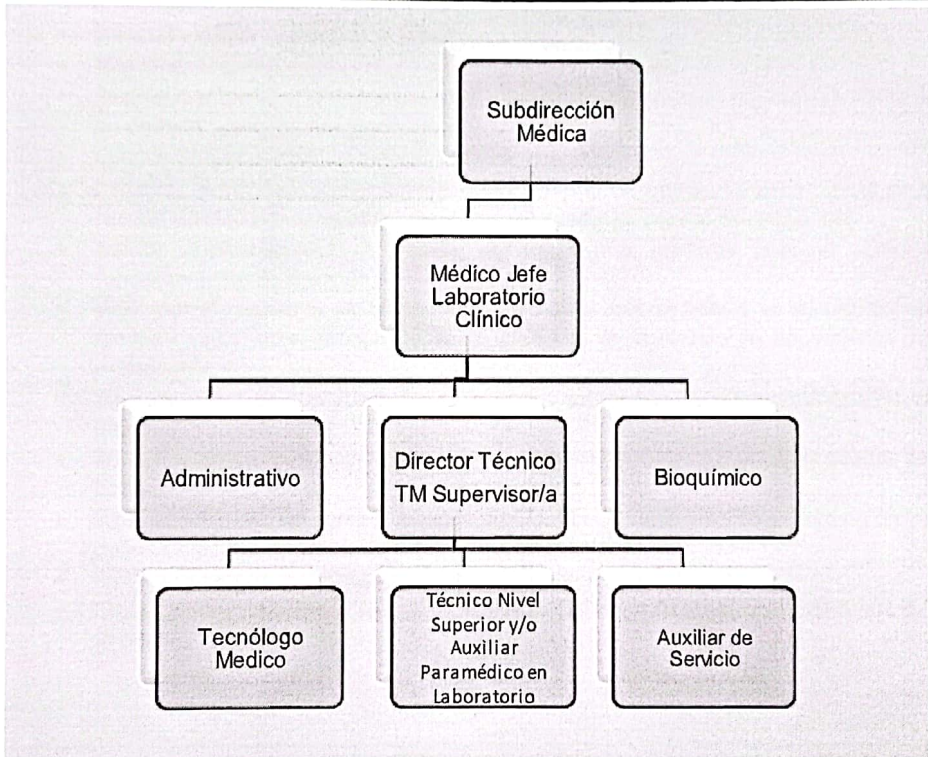 Subdirección
Médica
Médico Jefe
Laboratorio
Clínico
Administrativo
Director Técnico
TM Supervisor/a
Bioquímico
Tecnólogo
Medico
Técnico Nivel
Superior y/o
Auxiliar
Paramédico en
Laboratorio
Auxiliar de
Servicio